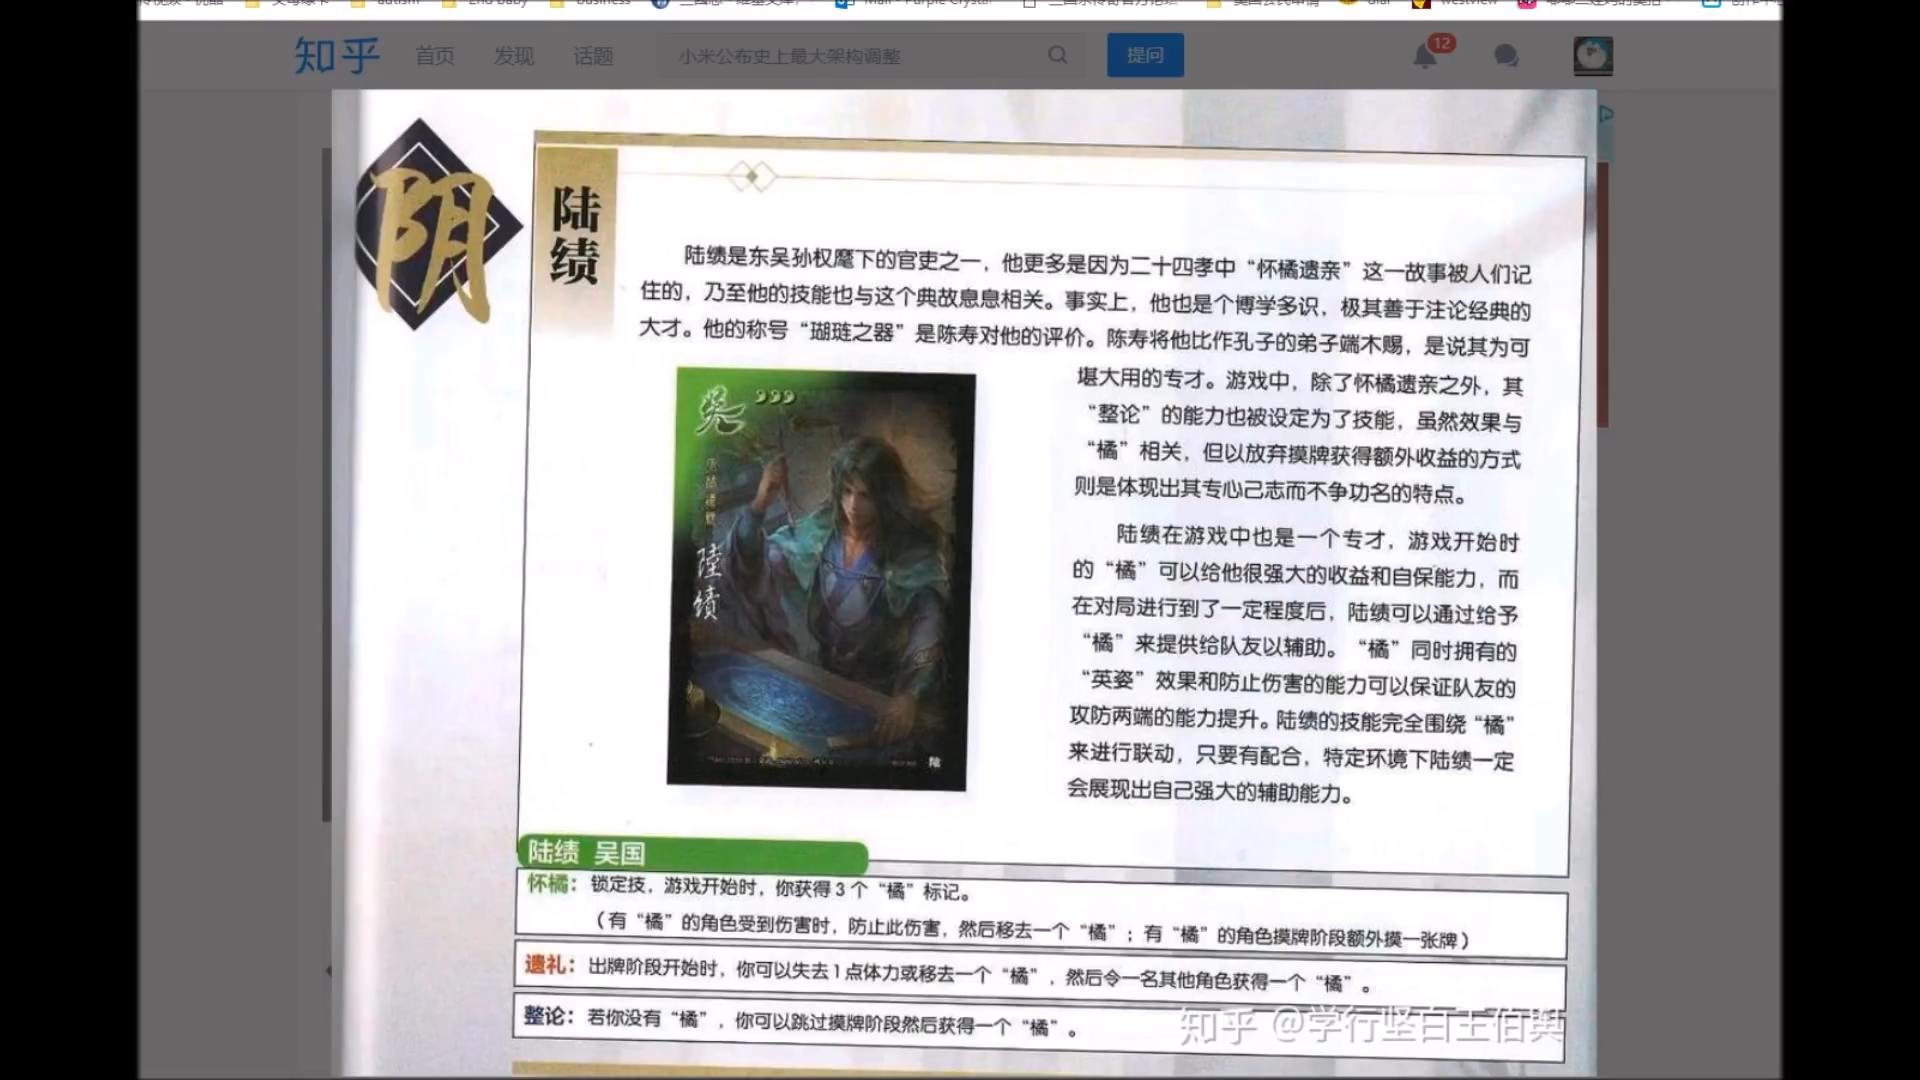 知乎
首页
发现
话题
小米公布史上最大架构调整
提问
12
阴
陆绩
陆绩是东吴孙权麾下的官吏之一，他更多是因为二十四孝中“怀橘遗亲”这一故事被人们记
住的，乃至他的技能也与这个典故息息相关。事实上，他也是个博学多识，极其善于注论经典的
大才。他的称号“瑚琏之器”是陈寿对他的评价。陈寿将他比作孔子的弟子端木赐，是说其为可
堪大用的专才。游戏中，除了怀橘遗亲之外，其
“整论”的能力也被设定为了技能，虽然效果与
“橘”相关，但以放弃摸牌获得额外收益的方式
则是体现出其专心己志而不争功名的特点。
陆绩在游戏中也是一个专才，游戏开始时
的“橘”可以给他很强大的收益和自保能力，而
在对局进行到了一定程度后，陆绩可以通过给予
“橘”来提供给队友以辅助。“橘”同时拥有的
“英姿”效果和防止伤害的能力可以保证队友的
攻防两端的能力提升。陆绩的技能完全围绕“橘”
来进行联动，只要有配合，特定环境下陆绩一定
会展现出自己强大的辅助能力。
吴
陸績
陆绩 吴国
怀橘：锁定技，游戏开始时，你获得3个“橘”标记。
（有“橘”的角色受到伤害时，防止此伤害，然后移去一个“橘”；有“橘”的角色摸牌阶段额外摸一张牌）
遗礼：出牌阶段开始时，你可以失去1点体力或移去一个“橘”，然后令一名其他角色获得一个“橘”。
整论：若你没有“橘”，你可以跳过摸牌阶段然后获得一个“橘”。
知乎 @学行坚白王伯舆